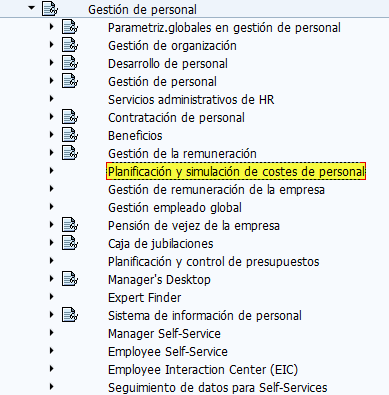 Gestión de personal
Parametriz.globales en gestión de personal
Gestión de organización
Desarrollo de personal
Gestión de personal
Servicios administrativos de HR
Contratación de personal
Beneficios
Gestión de la remuneración
Planificación y simulación de costes de personal
Gestión de remuneración de la empresa
Gestión empleado global
Pensión de vejez de la empresa
Caja de jubilaciones
Planificación y control de presupuestos
Manager's Desktop
Expert Finder
Sistema de información de personal
Manager Self-Service
Employee Self-Service
Employee Interaction Center (EIC)
Seguimiento de datos para Self-Services